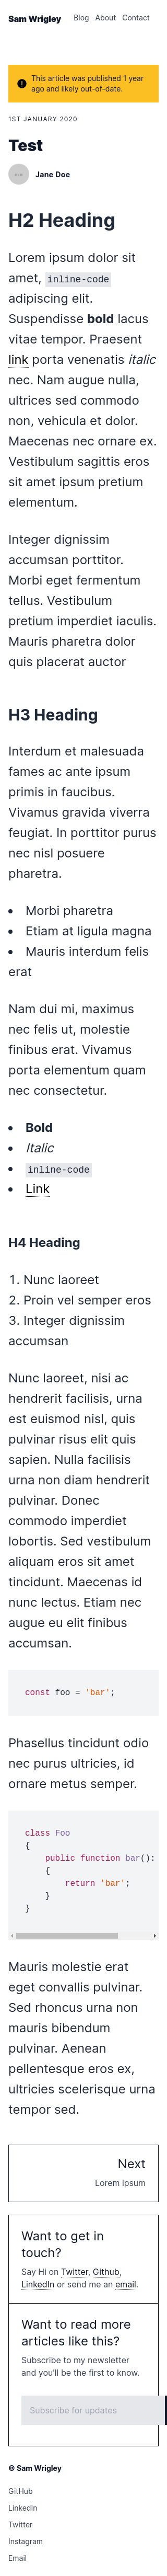 Sam Wrigley Blog About Contact
This article was published 1 year
ago and likely out-of-date.
1ST JANUARY 2020
Test
Jane Doe
H2 Heading
Lorem ipsum dolor sit
amet, inline-code
adipiscing elit.
Suspendisse bold lacus
vitae tempor. Praesent
link porta venenatis italic
nec. Nam augue nulla,
ultrices sed commodo
non, vehicula et dolor.
Maecenas nec ornare ex.
Vestibulum sagittis eros
sit amet ipsum pretium
elementum.
Integer dignissim
accumsan porttitor.
Morbi eget fermentum
tellus. Vestibulum
pretium imperdiet iaculis.
Mauris pharetra dolor
quis placerat auctor
H3 Heading
Interdum et malesuada
fames ac ante ipsum
primis in faucibus.
Vivamus gravida viverra
feugiat. In porttitor purus
nec nisl posuere
pharetra.
• Morbi pharetra
• Etiam at ligula magna
• Mauris interdum felis
erat
Nam dui mi, maximus
nec felis ut, molestie
finibus erat. Vivamus
porta elementum quam
nec consectetur.
• Bold
• Italic
• inline-code
• Link
H4 Heading
1. Nunc laoreet
2. Proin vel semper eros
3. Integer dignissim
accumsan
Nunc laoreet, nisi ac
hendrerit facilisis, urna
est euismod nisl, quis
pulvinar risus elit quis
sapien. Nulla facilisis
urna non diam hendrerit
pulvinar. Donec
commodo imperdiet
lobortis. Sed vestibulum
aliquam eros sit amet
tincidunt. Maecenas id
nunc lectus. Etiam nec
augue eu elit finibus
accumsan.
const foo = 'bar';
Phasellus tincidunt odio
nec purus ultricies, id
ornare metus semper.
class Foo
{
public function bar():
{
return 'bar';
}
}
Mauris molestie erat
eget convallis pulvinar.
Sed rhoncus urna non
mauris bibendum
pulvinar. Aenean
pellentesque eros ex,
ultricies scelerisque urna
tempor sed.
Next
Lorem ipsum
Want to get in
touch?
Say Hi on Twitter, Github,
LinkedIn or send me an email.
Want to read more
articles like this?
Subscribe to my newsletter
and you'll be the first to know.
Subscribe for updates
© Sam Wrigley
GitHub
LinkedIn
Twitter
Instagram
Email